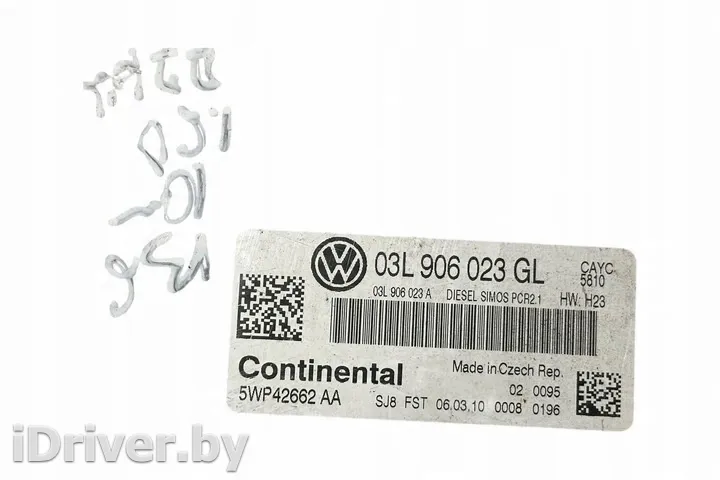 03L 906 023 GL
CAYC
5810
03L 906 023 A DIESEL SIMOS PCR2.1 HW: H23
Continental
Made in Czech Rep.
02 0095
5WP42662 AA
SJ8 FST 06.03.10 0008 0196
iDriver.by